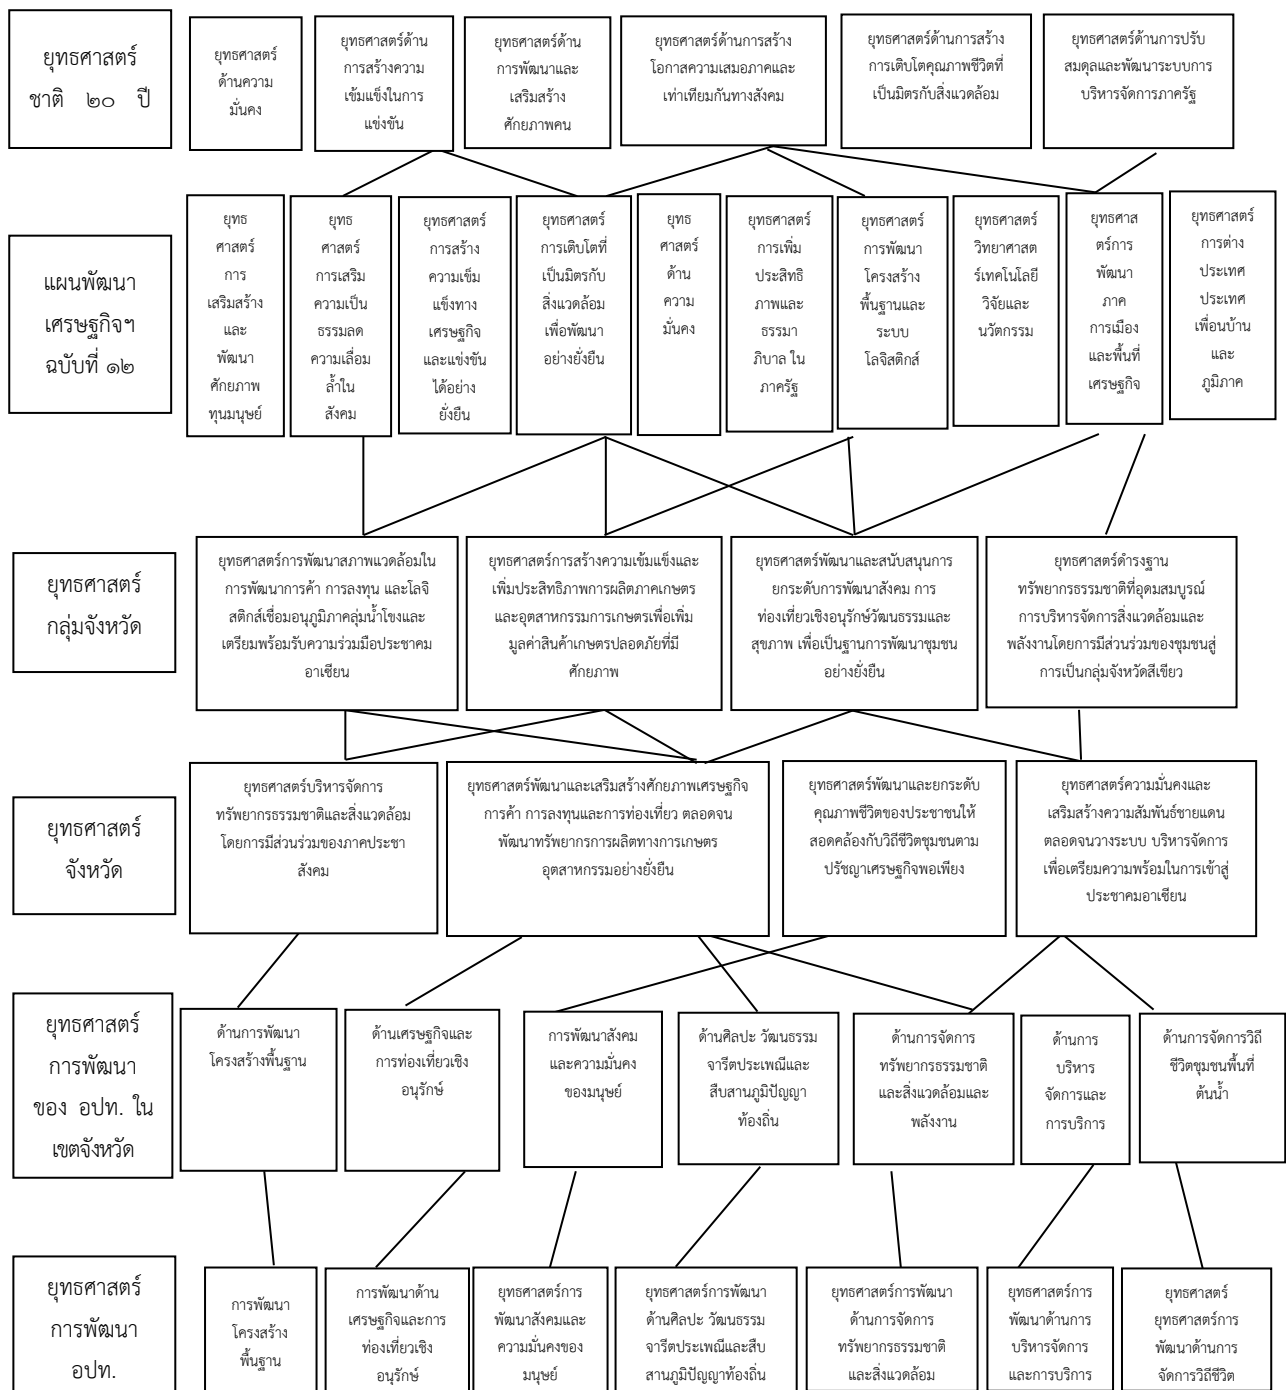 ยุทธศาสตร์
ชาติ ๒๐ ปี
ยุทธศาสตร์
ด้านความ
มั่นคง
ยุทธศาสตร์ด้าน
การสร้างความ
เข้มแข็งในการ
แข่งขัน
ยุทธศาสตร์ด้าน
การพัฒนาและ
เสริมสร้าง
ศักยภาพคน
ยุทธศาสตร์ด้านการสร้าง
โอกาสความเสมอภาคและ
เท่าเทียมกันทางสังคม
ยุทธศาสตร์ด้านการสร้าง
การเติบโตคุณภาพชีวิตที่
เป็นมิตรกับสิ่งแวดล้อม
ยุทธศาสตร์ด้านการปรับ
สมดุลและพัฒนาระบบการ
บริหารจัดการภาครัฐ
แผนพัฒนา
เศรษฐกิจฯ
ฉบับที่ ๑๒
ยุทธ
ศาสตร์
การ
เสริมสร้าง
และ
พัฒนา
ศักยภาพ
ทุนมนุษย์
ยุทธ
ศาสตร์
การเสริม
ความเป็น
ธรรมลด
ความเลื่อม
ล้ำใน
สังคม
ยุทธศาสตร์
การสร้าง
ความเข็ม
แข็งทาง
เศรษฐกิจ
และแข่งขัน
ได้อย่าง
ยั่งยืน
ยุทธศาสตร์
การเติบโตที่
เป็นมิตรกับ
สิ่งแวดล้อม
เพื่อพัฒนา
อย่างยั่งยืน
ยุทธ
ศาสตร์
ด้าน
ความ
มั่นคง
ยุทธศาสตร์
การเพิ่ม
ประสิทธิ
ภาพและ
ธรรมา
ภิบาล ใน
ภาครัฐ
ยุทธศาสตร์
การพัฒนา
โครงสร้าง
พื้นฐานและ
ระบบ
โลจิสติกส์
ยุทธศาสตร์
วิทยาศาสต
ร์เทคโนโลยี
วิจัยและ
นวัตกรรม
ยุทธศาส
ตร์การ
พัฒนา
ภาค
การเมือง
และพื้นที่
เศรษฐกิจ
ยุทธศาสตร์
การต่าง
ประเทศ
ประเทศ
เพื่อนบ้าน
และ
ภูมิภาค
ยุทธศาสตร์
กลุ่มจังหวัด
ยุทธศาสตร์การพัฒนาสภาพแวดล้อมใน
การพัฒนาการค้า การลงทุน และโลจิ
สติกส์เชื่อมอนุภูมิภาคลุ่มน้ำโขงและ
เตรียมพร้อมรับความร่วมมือประชาคม
อาเซียน
ยุทธศาสตร์การสร้างความเข้มแข็งและ
เพิ่มประสิทธิภาพการผลิตภาคเกษตร
และอุตสาหกรรมการเกษตรเพื่อเพิ่ม
มูลค่าสินค้าเกษตรปลอดภัยที่มี
ศักยภาพ
ยุทธศาสตร์พัฒนาและสนับสนุนการ
ยกระดับการพัฒนาสังคม การ
ท่องเที่ยวเชิงอนุรักษ์วัฒนธรรมและ
สุขภาพ เพื่อเป็นฐานการพัฒนาชุมชน
อย่างยั่งยืน
ยุทธศาสตร์ดำรงฐาน
ทรัพยากรธรรมชาติที่อุดมสมบูรณ์
การบริหารจัดการสิ่งแวดล้อมและ
พลังงานโดยการมีส่วนร่วมของชุมชนสู่
การเป็นกลุ่มจังหวัดสีเขียว
ยุทธศาสตร์
จังหวัด
ยุทธศาสตร์บริหารจัดการ
ทรัพยากรธรรมชาติและสิ่งแวดล้อม
โดยการมีส่วนร่วมของภาคประชา
สังคม
ยุทธศาสตร์พัฒนาและเสริมสร้างศักยภาพเศรษฐกิจ
การค้า การลงทุนและการท่องเที่ยว ตลอดจน
พัฒนาทรัพยากรการผลิตทางการเกษตร
อุตสาหกรรมอย่างยั่งยืน
ยุทธศาสตร์พัฒนาและยกระดับ
คุณภาพชีวิตของประชาชนให้
สอดคล้องกับวิถีชีวิตชุมชนตาม
ปรัชญาเศรษฐกิจพอเพียง
ยุทธศาสตร์ความมั่นคงและ
เสริมสร้างความสัมพันธ์ชายแดน
ตลอดจนวางระบบ บริหารจัดการ
เพื่อเตรียมความพร้อมในการเข้าสู่
ประชาคมอาเซียน
ยุทธศาสตร์
การพัฒนา
ของ อปท. ใน
เขตจังหวัด
ด้านการพัฒนา
โครงสร้างพื้นฐาน
ด้านเศรษฐกิจและ
การท่องเที่ยวเชิง
อนุรักษ์
การพัฒนาสังคม
และความมั่นคง
ของมนุษย์
ด้านศิลปะ วัฒนธรรม
จารีตประเพณีและ
สืบสานภูมิปัญญา
ท้องถิ่น
ด้านการจัดการ
ทรัพยากรธรรมชาติ
และสิ่งแวดล้อมและ
พลังงาน
ด้านการ
บริหาร
จัดการและ
การบริการ
ด้านการจัดการวิถี
ชีวิตชุมชนพื้นที่
ต้นน้ำ
ยุทธศาสตร์
การพัฒนา
อปท.
การพัฒนา
โครงสร้าง
พื้นฐาน
การพัฒนาด้าน
เศรษฐกิจและการ
ท่องเที่ยวเชิง
อนุรักษ์
ยุทธศาสตร์การ
พัฒนาสังคมและ
ความมั่นคงของ
มนุษย์
ยุทธศาสตร์การพัฒนา
ด้านศิลปะ วัฒนธรรม
จารีตประเพณีและสืบ
สานภูมิปัญญาท้องถิ่น
ยุทธศาสตร์การพัฒนา
ด้านการจัดการ
ทรัพยากรธรรมชาติ
และสิ่งแวดล้อม
ยุทธศาสตร์การ
พัฒนาด้านการ
บริหารจัดการ
และการบริการ
ยุทธศาสตร์
ยุทธศาสตร์การ
พัฒนาด้านการ
จัดการวิถีชีวิต